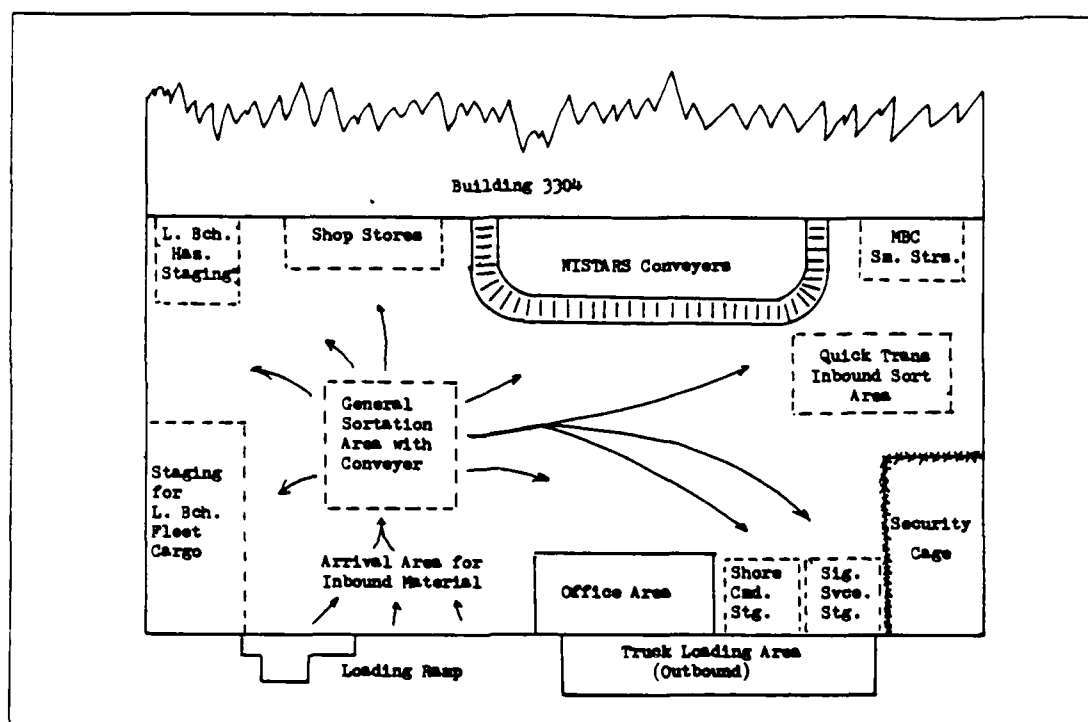 Building 3304
L. Bch.
Haz.
Staging
Shop Stores
NISTARS Conveyers
MBC
Sm. Strs.
Quick Trans
Inbound Sort
Area
General
Sortation
Area with
Conveyer
Staging
for
L. Bch.
Fleet
Cargo
Security
Cage
Arrival Area for
Inbound Material
Office Area
Shore
Cmd.
Stg.
Sig.
Svce.
Stg.
Loading Ramp
Truck Loading Area
(Outbound)